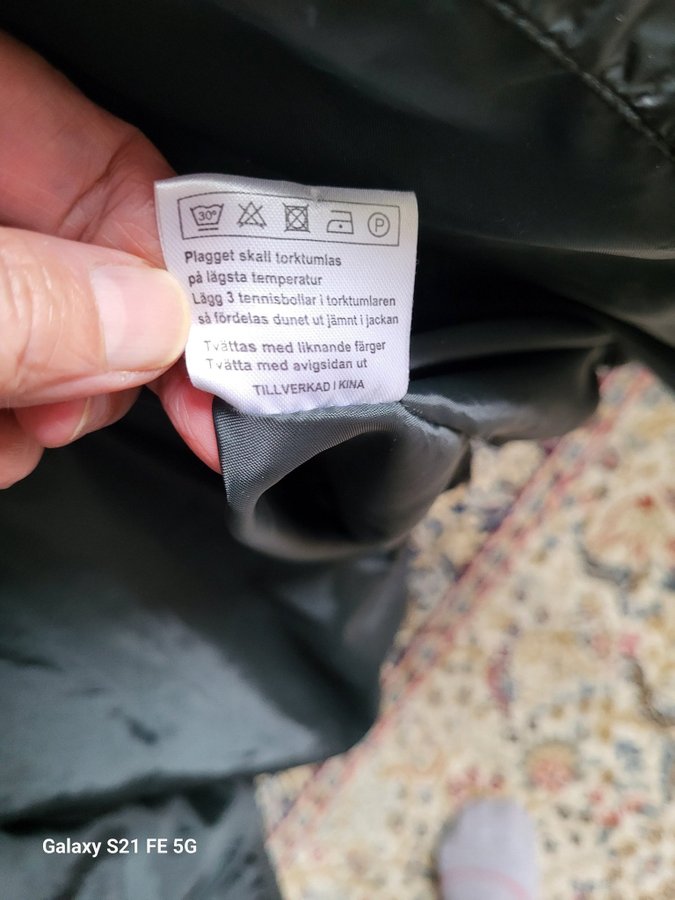 30°
P
Plagget skall torktumlas
på lägsta temperatur
Lägg 3 tennisbollar i torktumlaren
så fördelas dunet ut jämnt i jackan
Tvättas med liknande färger
Tvätta med avigsidan ut
TILLVERKAD I KINA
Galaxy S21 FE 5G